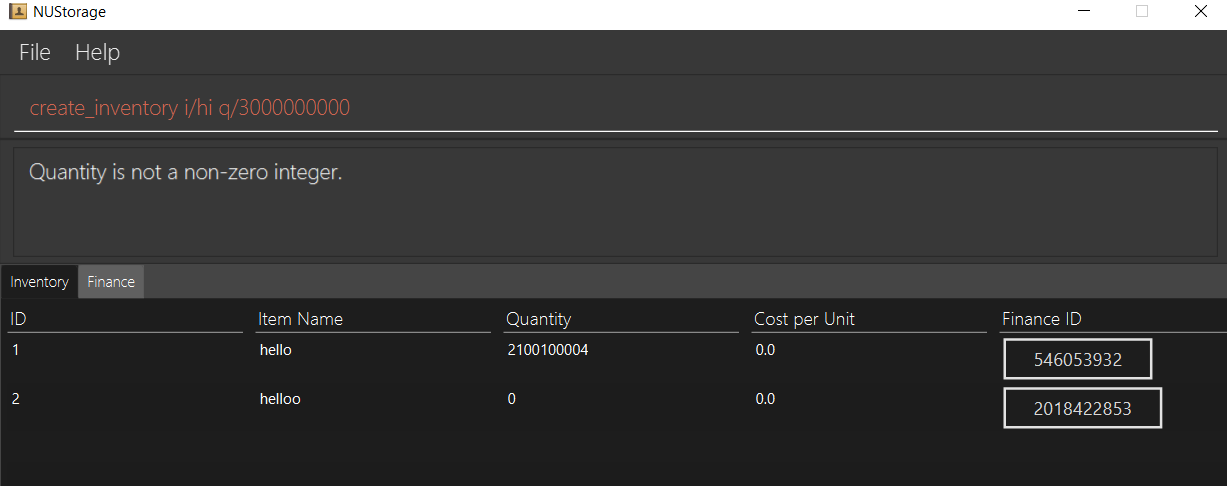 NUStorage
File Help
create_inventory i/hi q/3000000000
Quantity is not a non-zero integer.
Inventory Finance
ID Item Name Quantity Cost per Unit Finance ID
1 hello 2100100004 0.0 546053932
2 helloo 0 0.0 2018422853